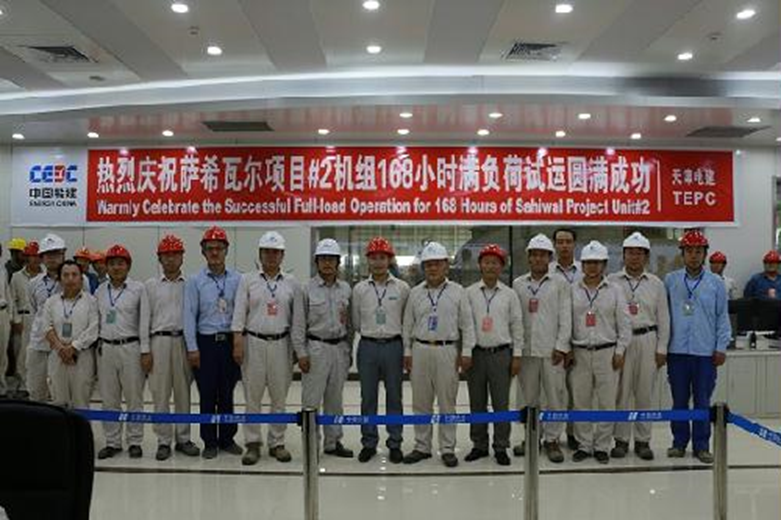 CEEC
中国能建
ENERGY CHINA
热烈庆祝萨希瓦尔项目#2机组168小时满负荷试运圆满成功
Warmly Celebrate the Successful Full-load Operation for 168 Hours of Sahiwal Project Unit#2
天津电建
TEPC